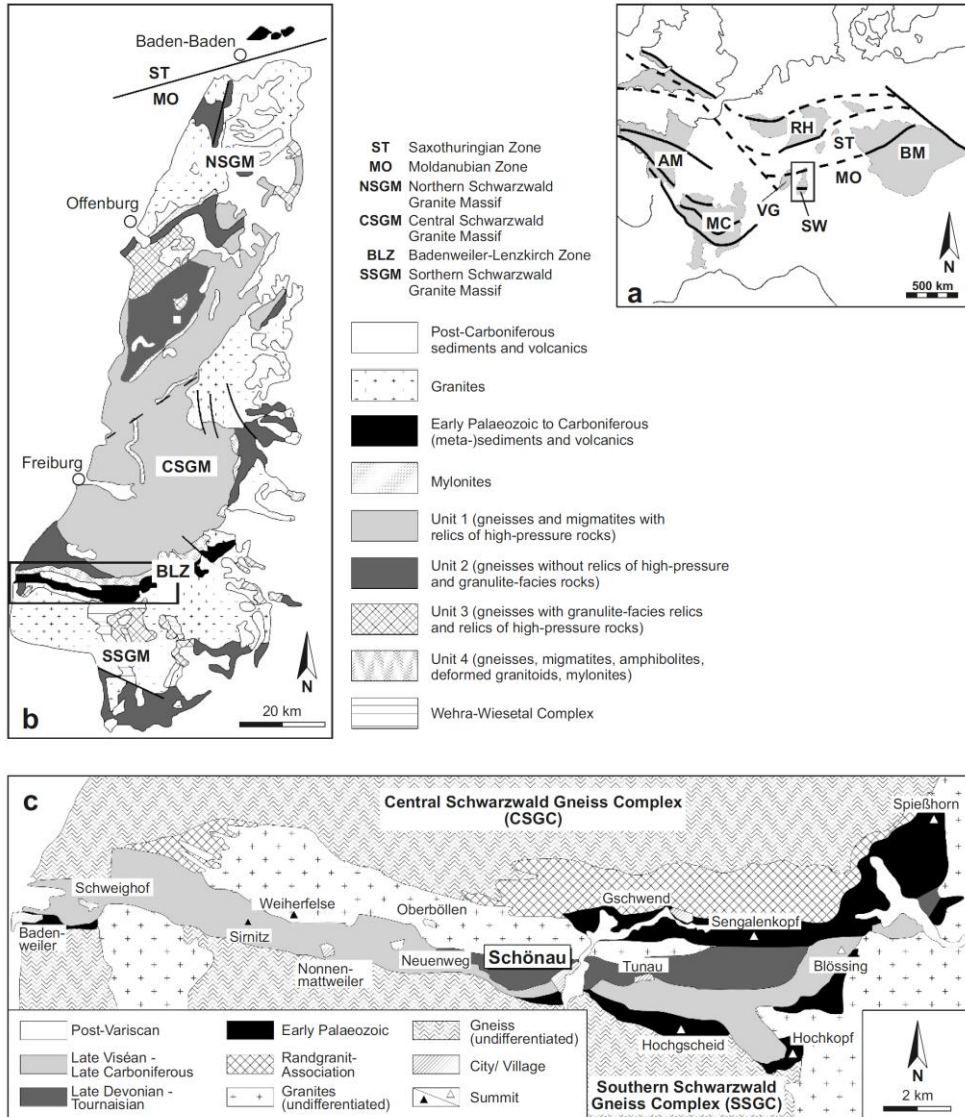 Baden-Baden
ST
MO
NSGM
Offenburg
Freiburg
CSGM
BLZ
SSGM
N
20 km
b
ST Saxothuringian Zone
MO Moldanubian Zone
NSGM Northern Schwarzwald
Granite Massif
CSGM Central Schwarzwald
Granite Massif
BLZ Badenweiler-Lenzkirch Zone
SSGM Sorthern Schwarzwald
Granite Massif
Post-Carboniferous
sediments and volcanics
Granites
Early Palaeozoic to Carboniferous
(meta-)sediments and volcanics
Mylonites
Unit 1 (gneisses and migmatites with
relics of high-pressure rocks)
Unit 2 (gneisses without relics of high-pressure
and granulite-facies rocks)
Unit 3 (gneisses with granulite-facies relics
and relics of high-pressure rocks)
Unit 4 (gneisses, migmatites, amphibolites,
deformed granitoids, mylonites)
Wehra-Wiesetal Complex
RH
ST
BM
AM
MO
VG
MC
SW
N
a
500 km
c
Central Schwarzwald Gneiss Complex
(CSGC)
Spießhorn
Schweighof
Weiherfelse
Gschwend
Oberböllen
Sengalenkopf
Baden-
weiler
Sirnitz
Neuenweg
Schönau
Tunau
Blössing
Nonnen-
mattweiler
Hochgscheid
Hochkopf
Southern Schwarzwald
Gneiss Complex (SSGC)
Post-Variscan
Early Palaeozoic
Gneiss
(undifferentiated)
Late Viséan -
Late Carboniferous
Randgranit-
Association
City/ Village
Late Devonian -
Tournaisian
Granites
(undifferentiated)
Summit
N
2 km